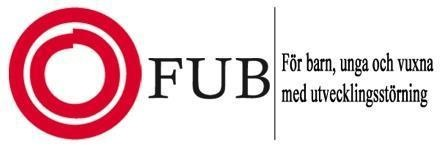 FUB
För barn, unga och vuxna
med utvecklingsstörning